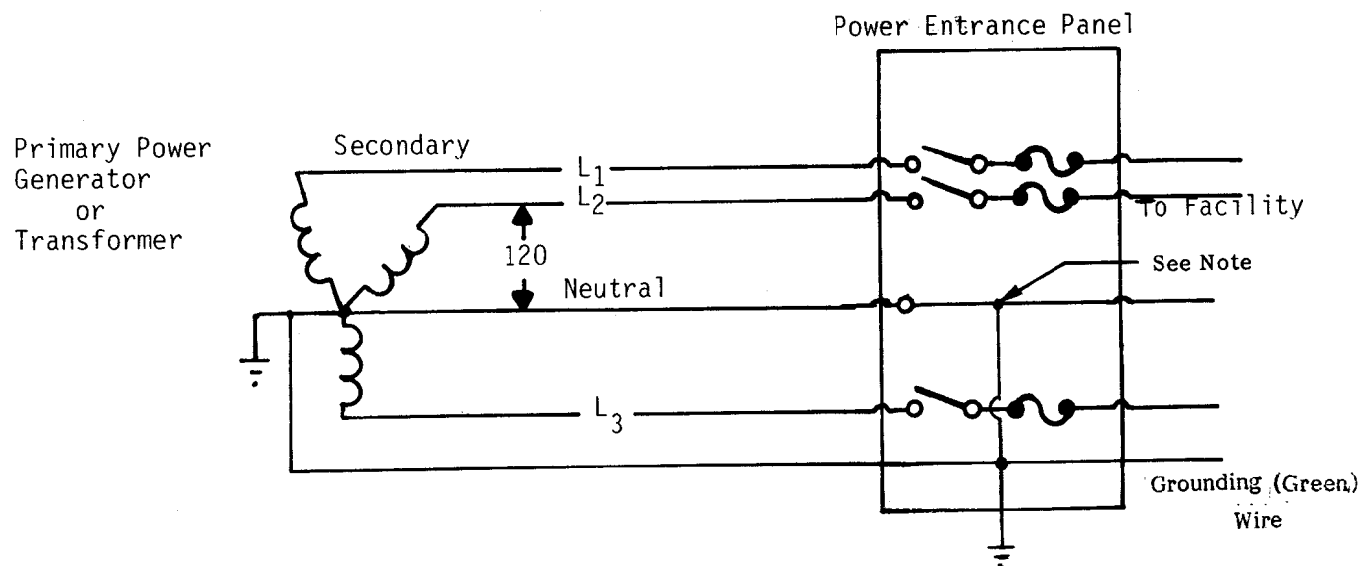 Power Entrance Panel
Primary Power
Generator
or
Transformer
Secondary
L1
L2
To Facility
120
See Note
Neutral
L3
Grounding (Green)
Wire